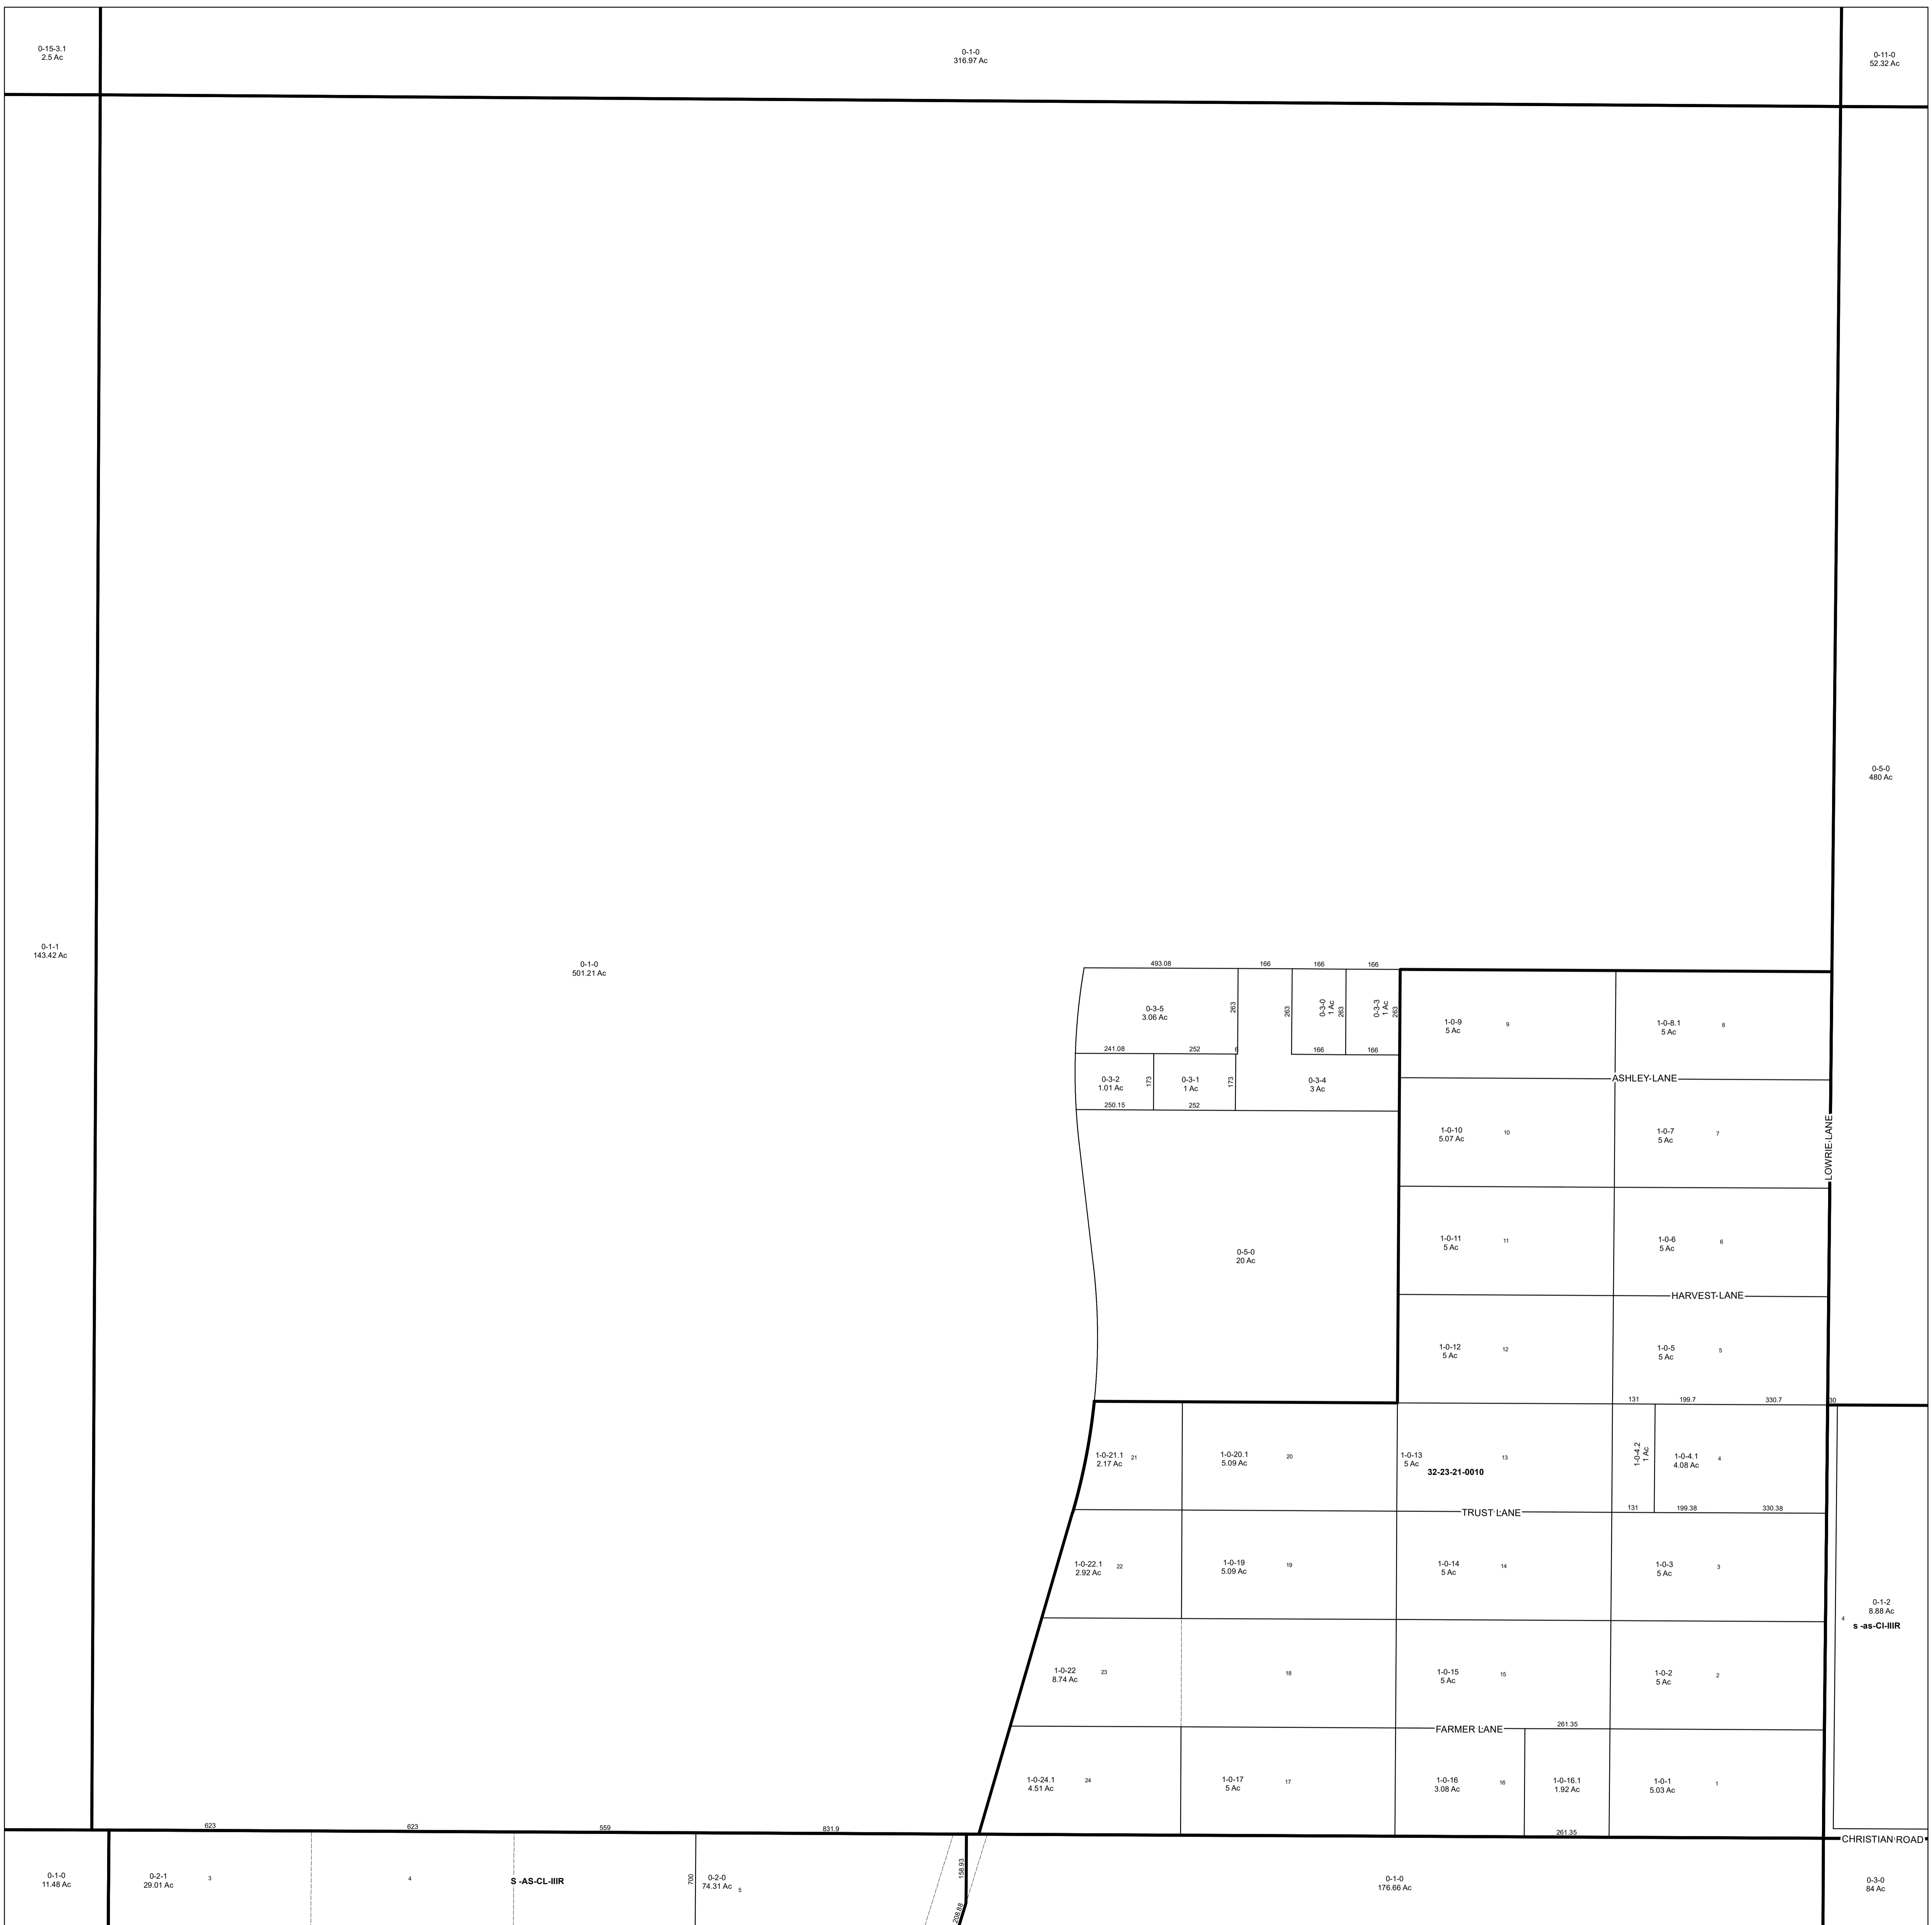 0-15-3.1
2.5 Ac
0-1-0
316.97 Ac
0-11-0
52.32 Ac
0-5-0
480 Ac
0-1-1
143.42 Ac
0-1-0
501.21 Ac
493.08
166
166
166
0-3-5
3.06 Ac
263
263
0-3-0
1 Ac
263
0-3-3
1 Ac
263
241.08
252
6
166
166
0-3-2
1.01 Ac
173
0-3-1
1 Ac
173
0-3-4
3 Ac
250.15
252
1-0-9
5 Ac
9
1-0-8.1
5 Ac
8
ASHLEY LANE
1-0-10
5.07 Ac
10
1-0-7
5 Ac
7
LOWRIE LANE
1-0-11
5 Ac
11
1-0-6
5 Ac
6
0-5-0
20 Ac
HARVEST LANE
1-0-12
5 Ac
12
1-0-5
5 Ac
5
131
199.7
330.7
30
1-0-21.1
2.17 Ac
21
1-0-20.1
5.09 Ac
20
1-0-13
5 Ac
13
32-23-21-0010
1-0-4.2
1 Ac
1-0-4.1
4.08 Ac
4
TRUST LANE
131
199.38
330.38
1-0-22.1
2.92 Ac
22
1-0-19
5.09 Ac
19
1-0-14
5 Ac
14
1-0-3
5 Ac
3
0-1-2
8.88 Ac
4
s -as-Cl-IIIR
1-0-22
8.74 Ac
23
18
1-0-15
5 Ac
15
1-0-2
5 Ac
2
FARMER LANE
261.35
1-0-24.1
4.51 Ac
24
1-0-17
5 Ac
17
1-0-16
3.08 Ac
16
1-0-16.1
1.92 Ac
1-0-1
5.03 Ac
1
623
623
559
831.9
261.35
CHRISTIAN ROAD
0-1-0
11.48 Ac
0-2-1
29.01 Ac
3
4
S -AS-CL-IIIR
700
0-2-0
74.31 Ac
5
158.93
208.88
0-1-0
176.66 Ac
0-3-0
84 Ac